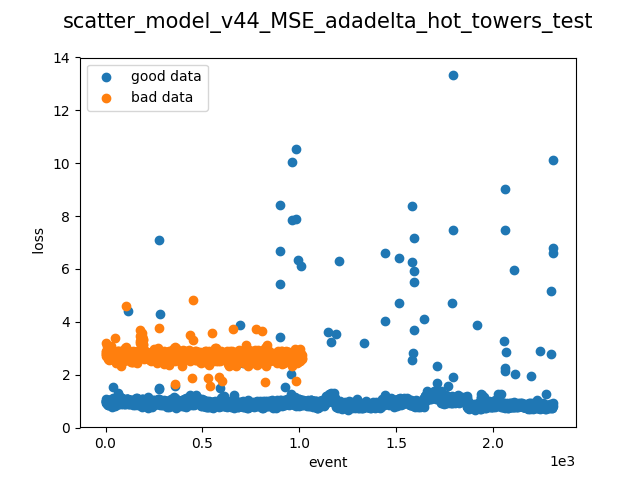 scatter_model_v44_MSE_adadelta_hot_towers_test
14
12
10
8
6
4
2
0
loss
good data
bad data
0.0 0.5 1.0 1.5 2.0
1e3
event